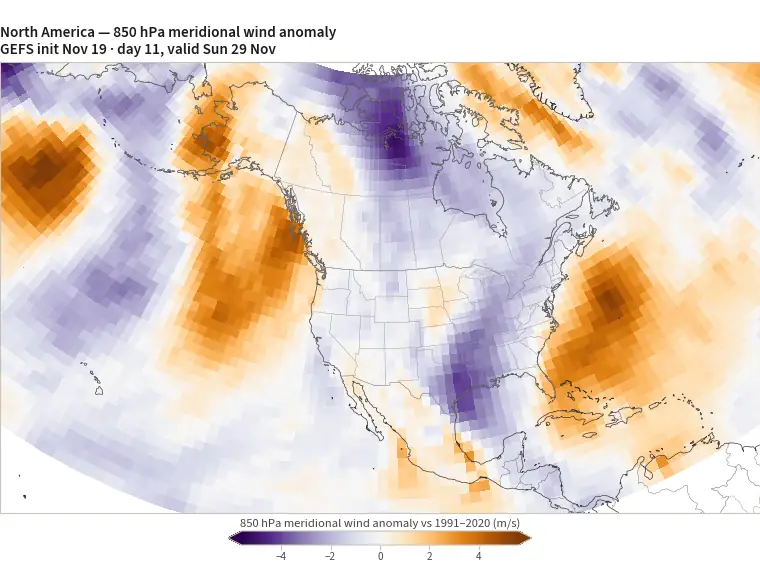 North America — 850 hPa meridional wind anomaly
GEFS init Nov 19 · day 11, valid Sun 29 Nov
850 hPa meridional wind anomaly vs 1991–2020 (m/s)
−4 −2 0 2 4